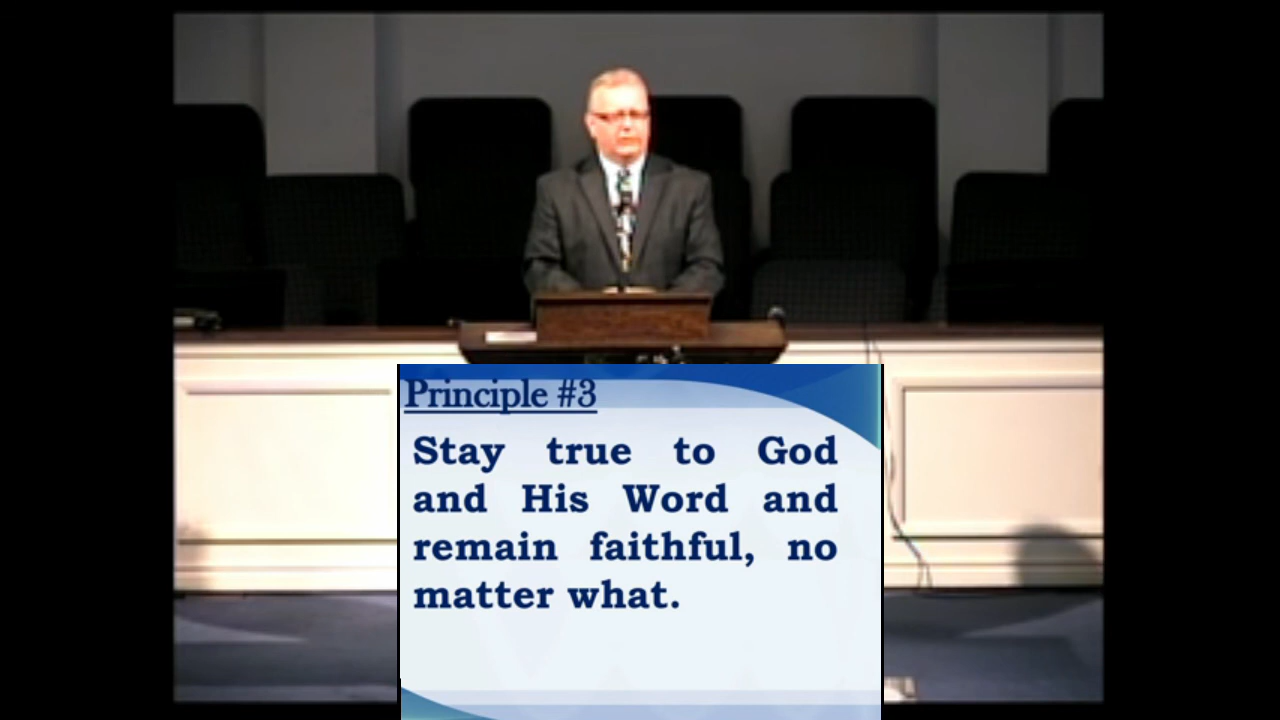 Principle #3
Stay true to God
and His Word and
remain faithful, no
matter what.